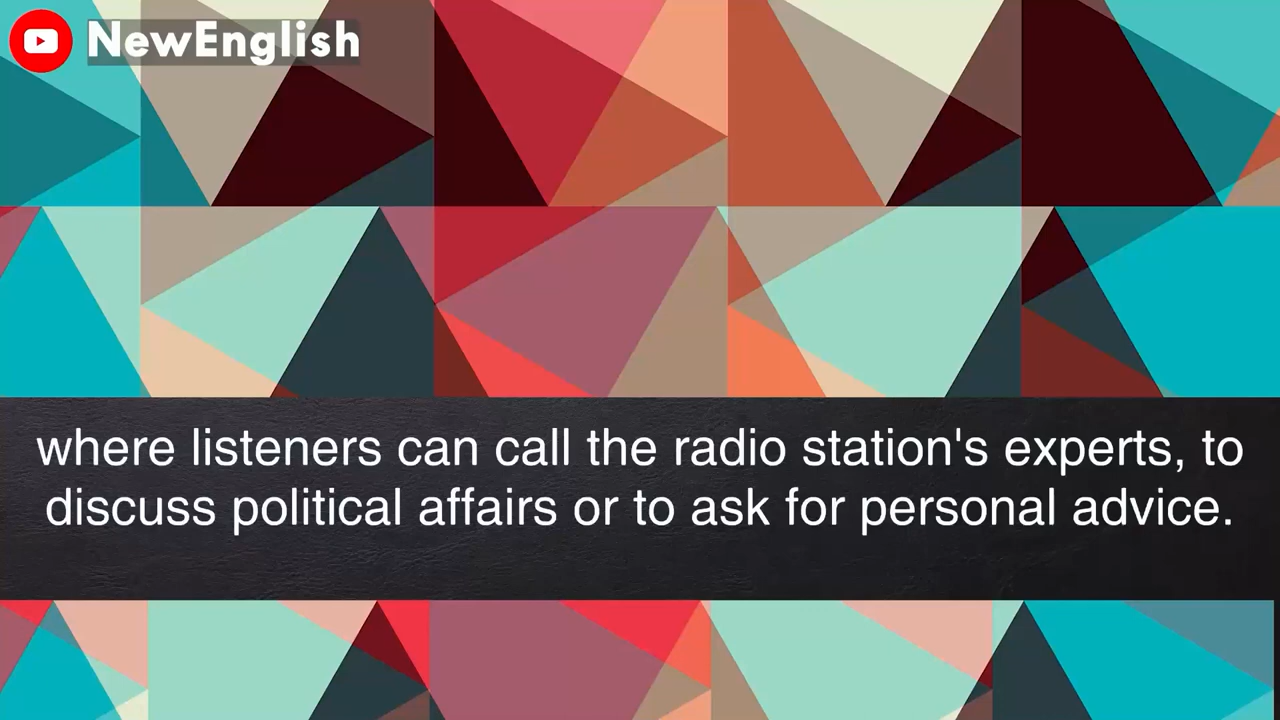 NewEnglish
where listeners can call the radio station's experts, to
discuss political affairs or to ask for personal advice.